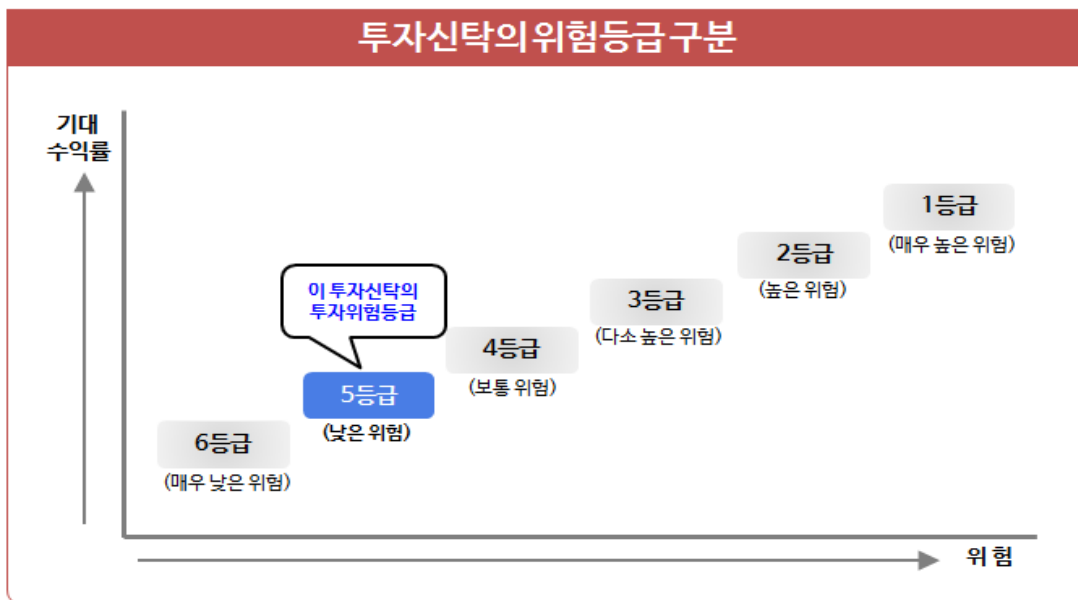 투자신탁의 위험등급 구분
기대
수익률
1등급
(매우 높은 위험)
2등급
(높은 위험)
3등급
(다소 높은 위험)
이 투자신탁의
투자위험등급
4등급
(보통 위험)
5등급
(낮은 위험)
6등급
(매우 낮은 위험)
위 험